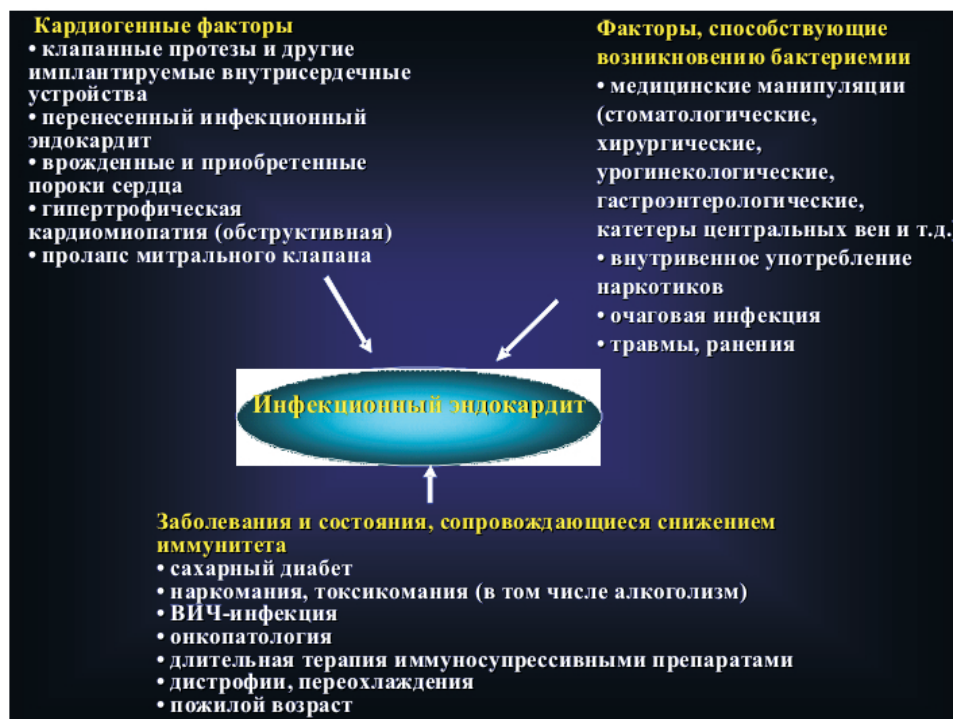 Кардиогенные факторы
• клапанные протезы и другие
имплантируемые внутрисердечные
устройства
• перенесенный инфекционный
эндокардит
• врожденные и приобретенные
пороки сердца
• гипертрофическая
кардиомиопатия (обструктивная)
• пролапс митрального клапана
Факторы, способствующие
возникновению бактериемии
• медицинские манипуляции
(стоматологические,
хирургические,
урогинекологические,
гастроэнтерологические,
катетеры центральных вен и т.д.)
• внутривенное употребление
наркотиков
• очаговая инфекция
• травмы, ранения
Инфекционный эндокардит
Заболевания и состояния, сопровождающиеся снижением
иммунитета
• сахарный диабет
• наркомания, токсикомания (в том числе алкоголизм)
• ВИЧ-инфекция
• онкопатология
• длительная терапия иммуносупрессивными препаратами
• дистрофии, переохлаждения
• пожилой возраст